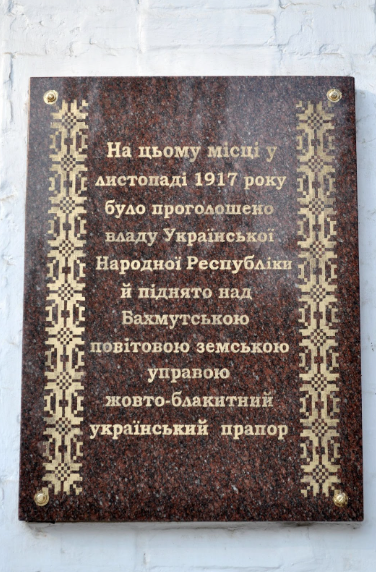 На цьому місці у
листопаді 1917 року
було проголошено
владу Української
Народної Республіки
й піднято над
Бахмутською
повітовою земською
управою
жовто-блакитний
український прапор